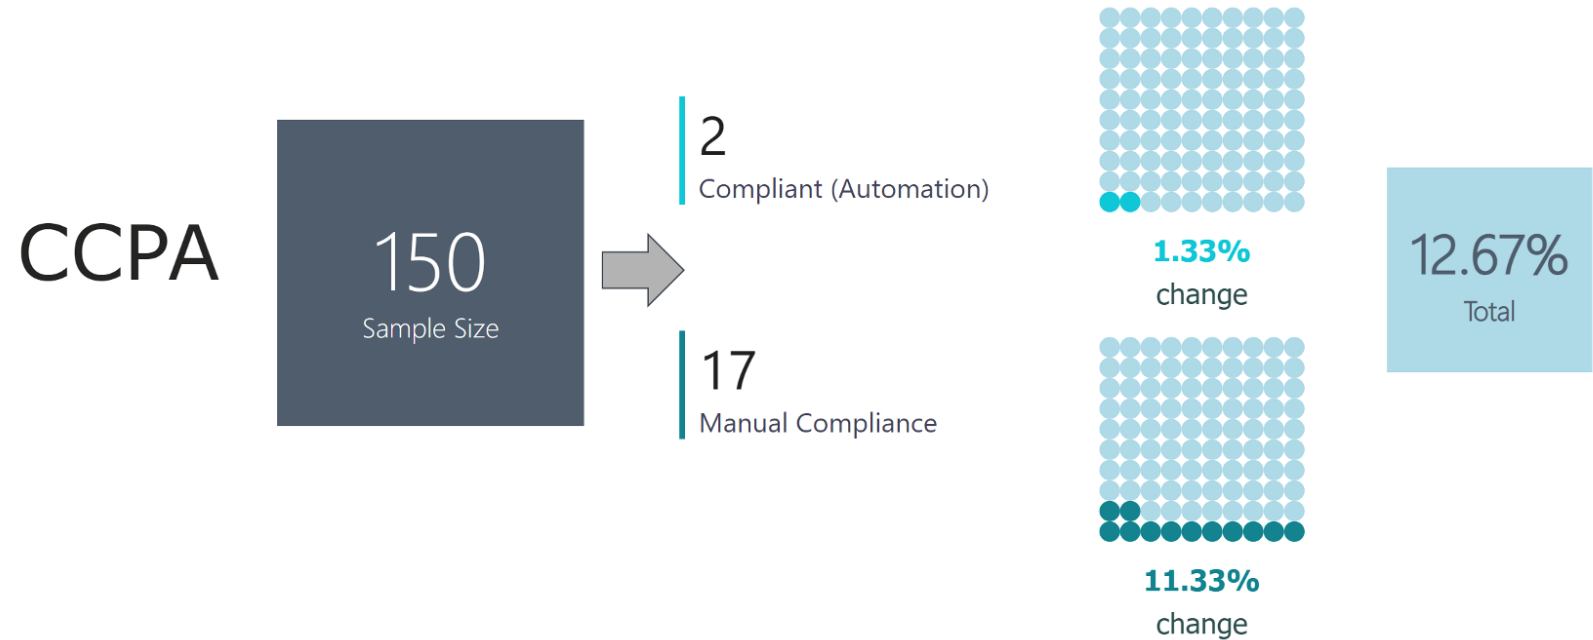 CCPA
150
Sample Size
2
Compliant (Automation)
17
Manual Compliance
1.33%
change
11.33%
change
12.67%
Total